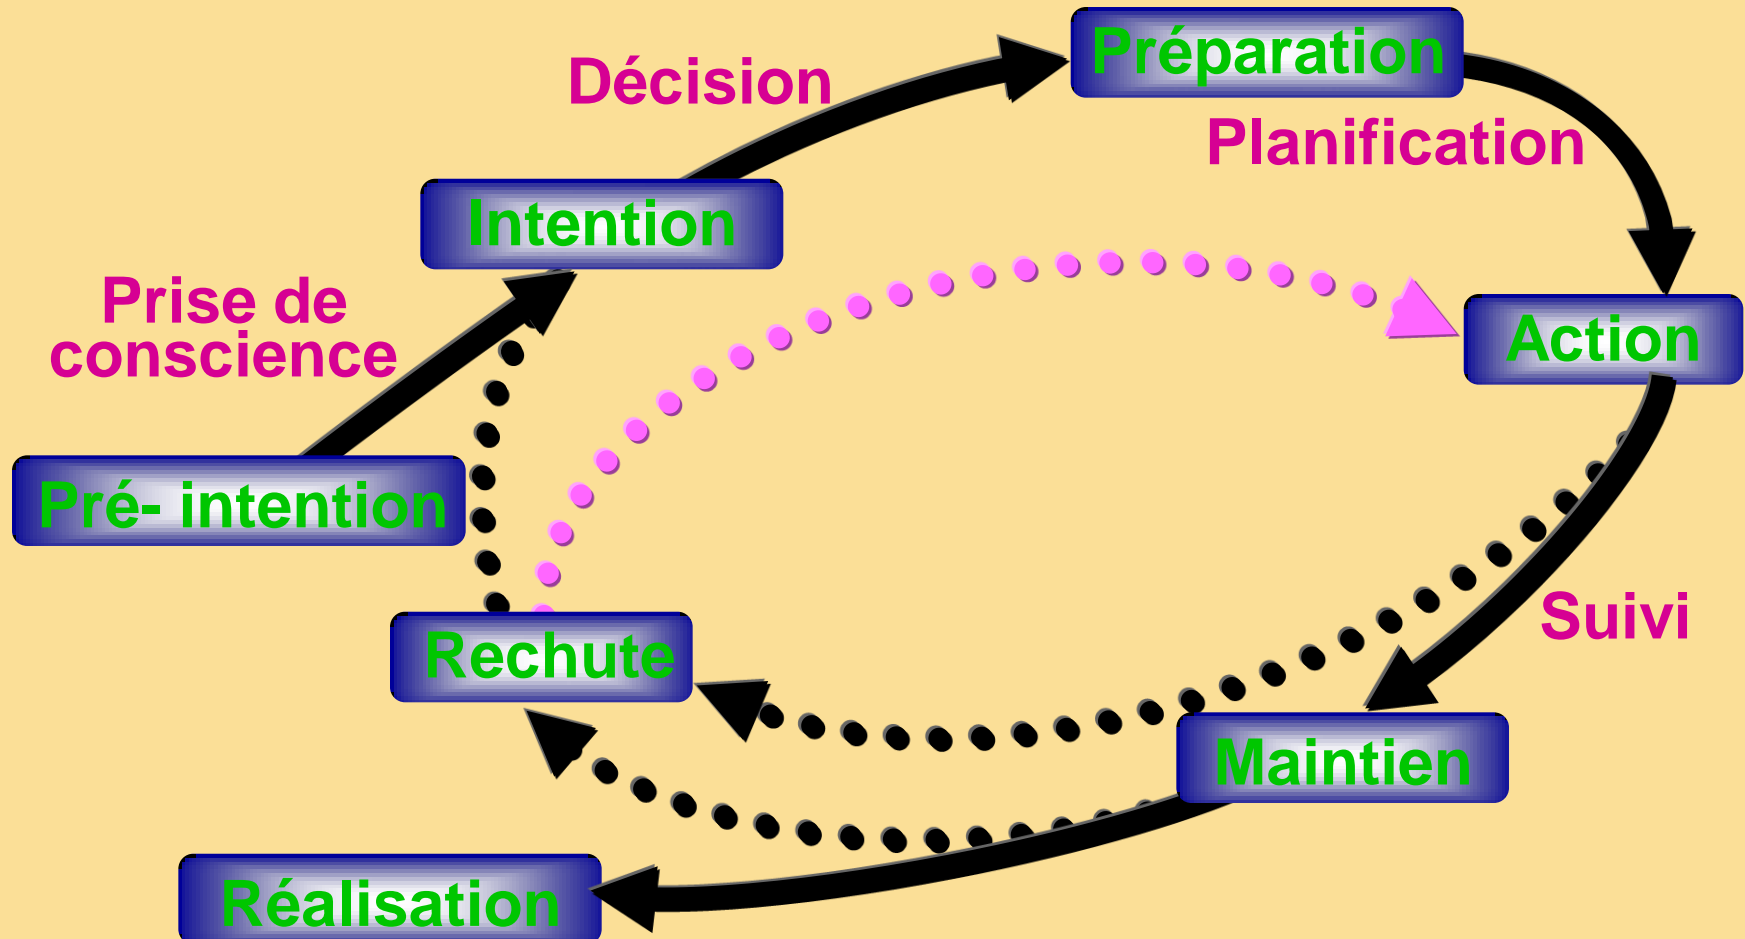 Préparation
Décision
Planification
Intention
Prise de
conscience
Action
Pré- intention
Suivi
Rechute
Maintien
Réalisation